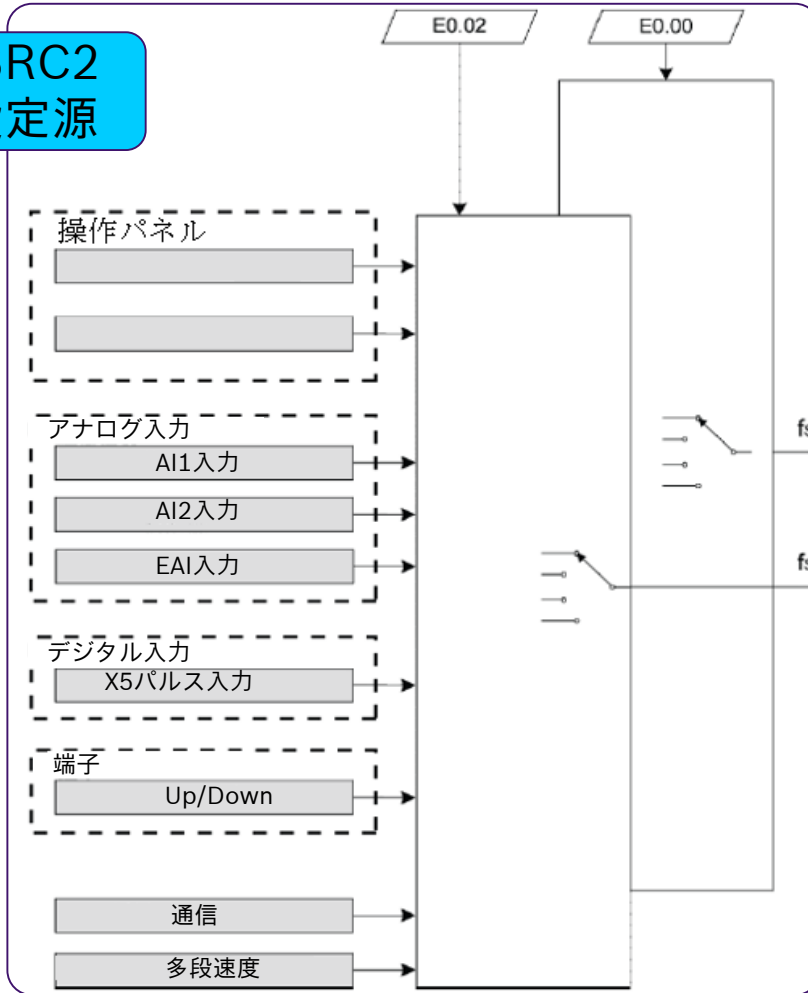 E0.02
E0.00
RC2
定源
操作パネル
アナログ入力
AI1入力
AI2入力
EAI入力
デジタル入力
X5パルス入力
端子
Up/Down
通信
多段速度